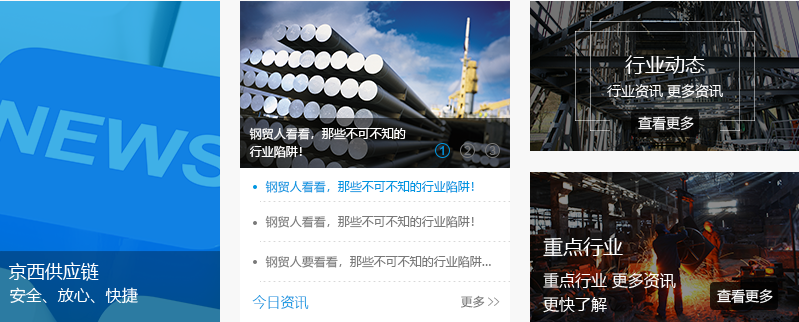 NEWS
京西供应链
安全、放心、快捷
钢贸人看看，那些不可不知的
行业陷阱！
① ② ③
钢贸人看看，那些不可不知的行业陷阱！
钢贸人看看，那些不可不知的行业陷阱！
钢贸人要看看，那些不可不知的行业陷阱...
今日资讯 更多 >>
行业动态
行业资讯 更多资讯
查看更多
重点行业
重点行业 更多资讯
更快了解
查看更多